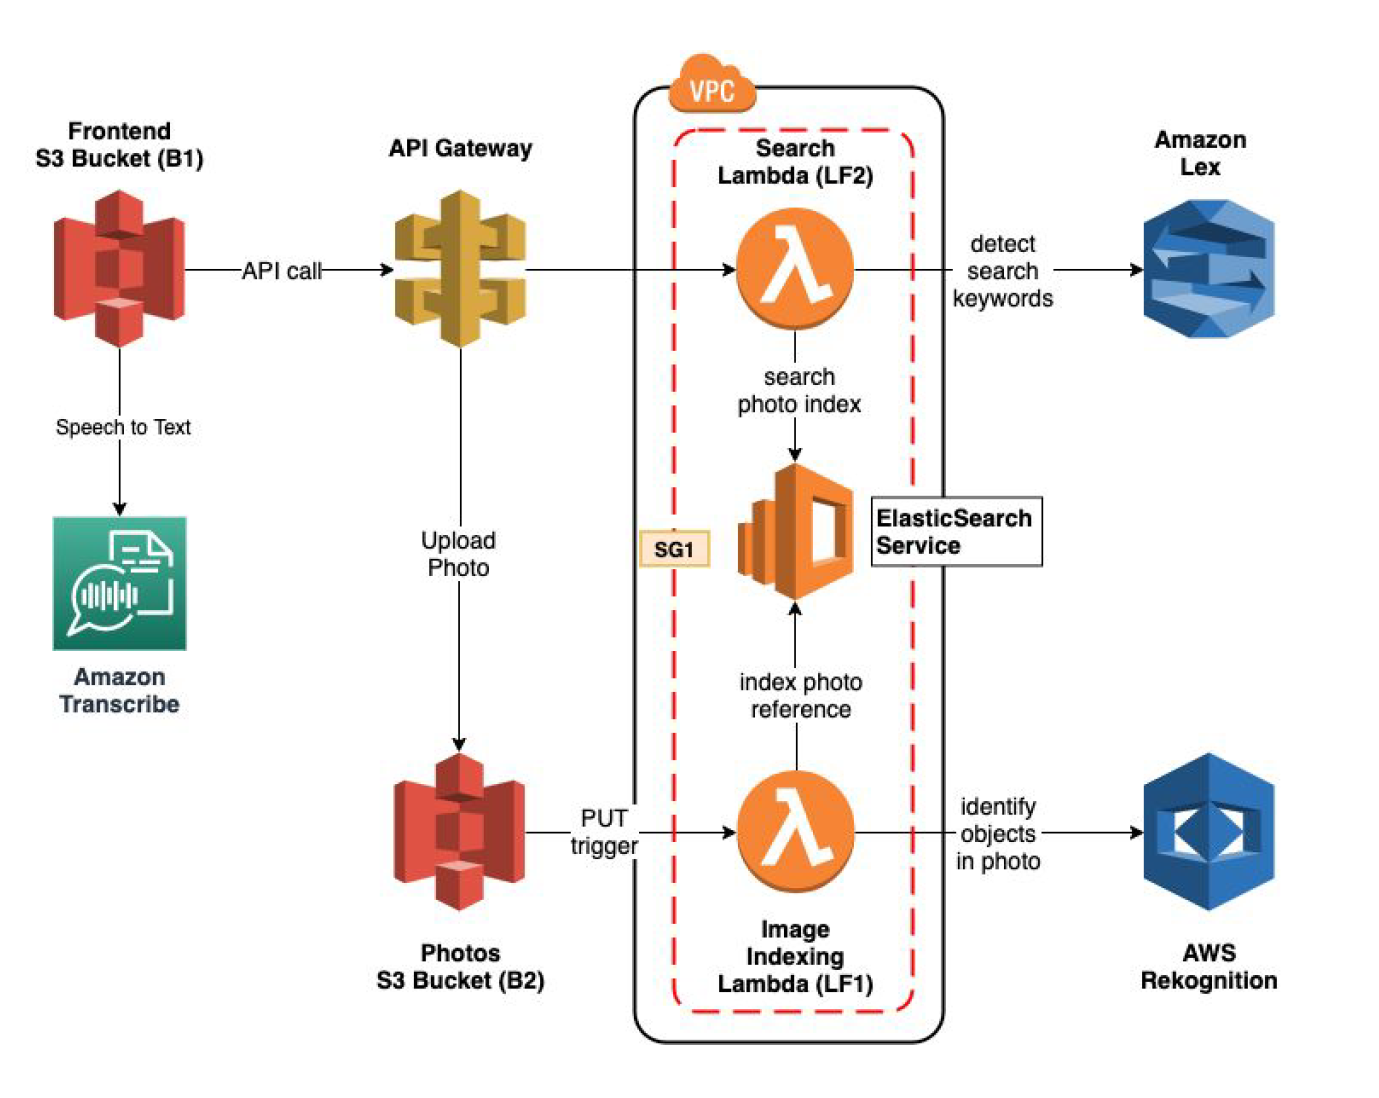 VPC
Frontend
S3 Bucket (B1)
API Gateway
Search
Lambda (LF2)
Amazon
Lex
API call
detect
search
keywords
search
photo index
Speech to Text
Upload
Photo
SG1
ElasticSearch
Service
Amazon
Transcribe
index photo
reference
PUT
trigger
identify
objects
in photo
Photos
S3 Bucket (B2)
Image
Indexing
Lambda (LF1)
AWS
Rekognition